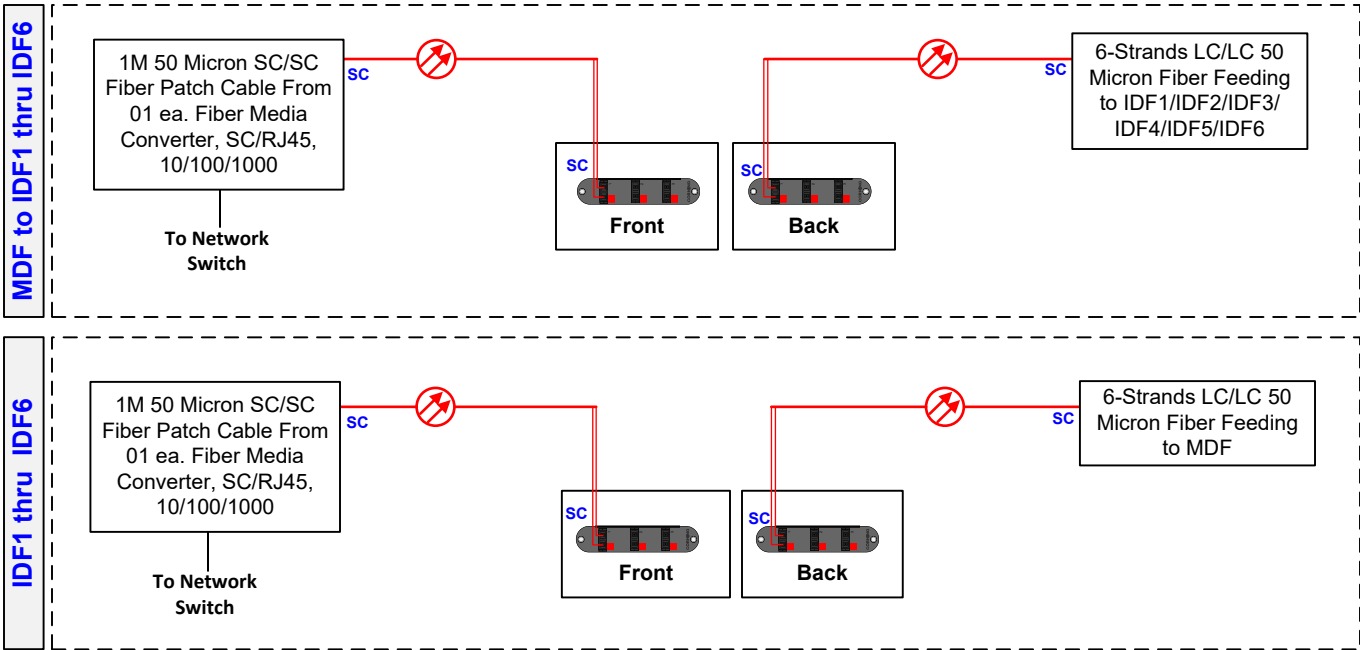 MDF to IDF1 thru IDF6
1M 50 Micron SC/SC
Fiber Patch Cable From
01 ea. Fiber Media
Converter, SC/RJ45,
10/100/1000
SC
To Network
Switch
SC
Front
SC
Back
SC
6-Strands LC/LC 50
Micron Fiber Feeding
to IDF1/IDF2/IDF3/
IDF4/IDF5/IDF6
IDF1 thru IDF6
1M 50 Micron SC/SC
Fiber Patch Cable From
01 ea. Fiber Media
Converter, SC/RJ45,
10/100/1000
SC
To Network
Switch
SC
Front
SC
Back
SC
6-Strands LC/LC 50
Micron Fiber Feeding
to MDF